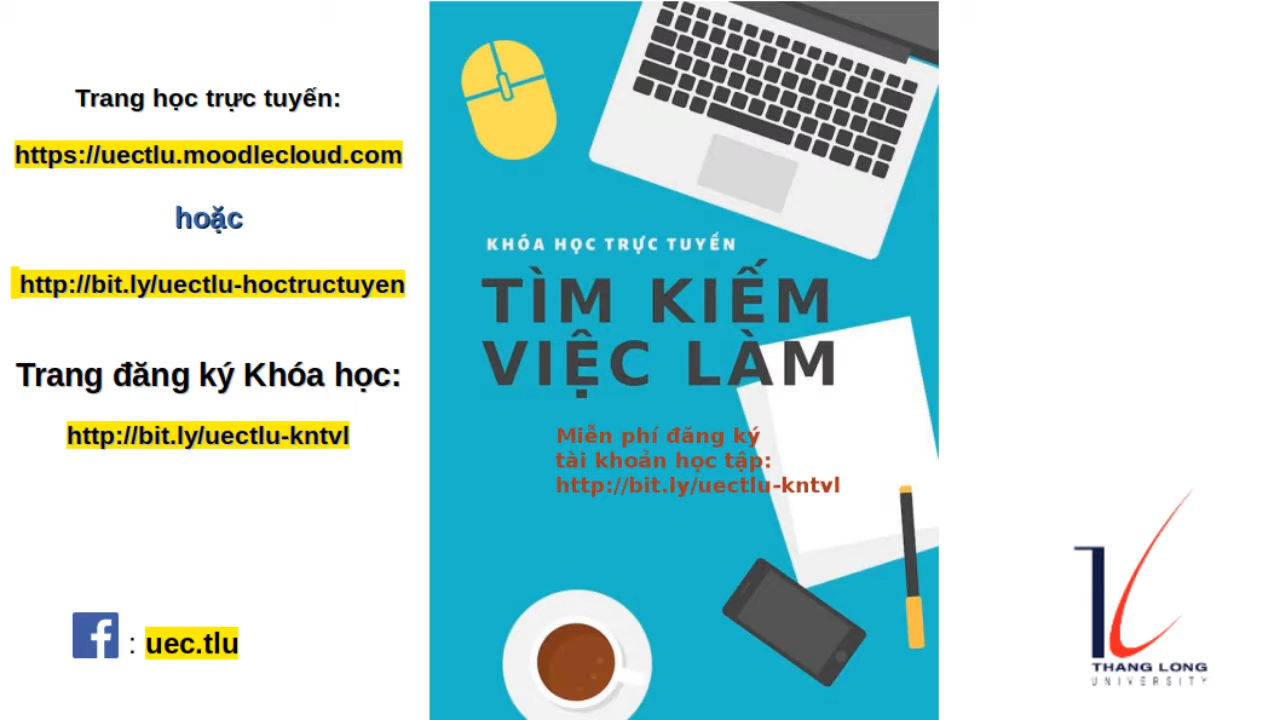 Trang học trực tuyến:
https://uectlu.moodlecloud.com
hoặc
http://bit.ly/uectlu-hoctructuyen
Trang đăng ký Khóa học:
http://bit.ly/uectlu-kntvl
f : uec.tlu
KHÓA HỌC TRỰC TUYẾN
TÌM KIẾM
VIỆC LÀM
Miễn phí đăng ký
tài khoản học tập:
http://bit.ly/uectlu-kntvl
THANG LONG
UNIVERSITY